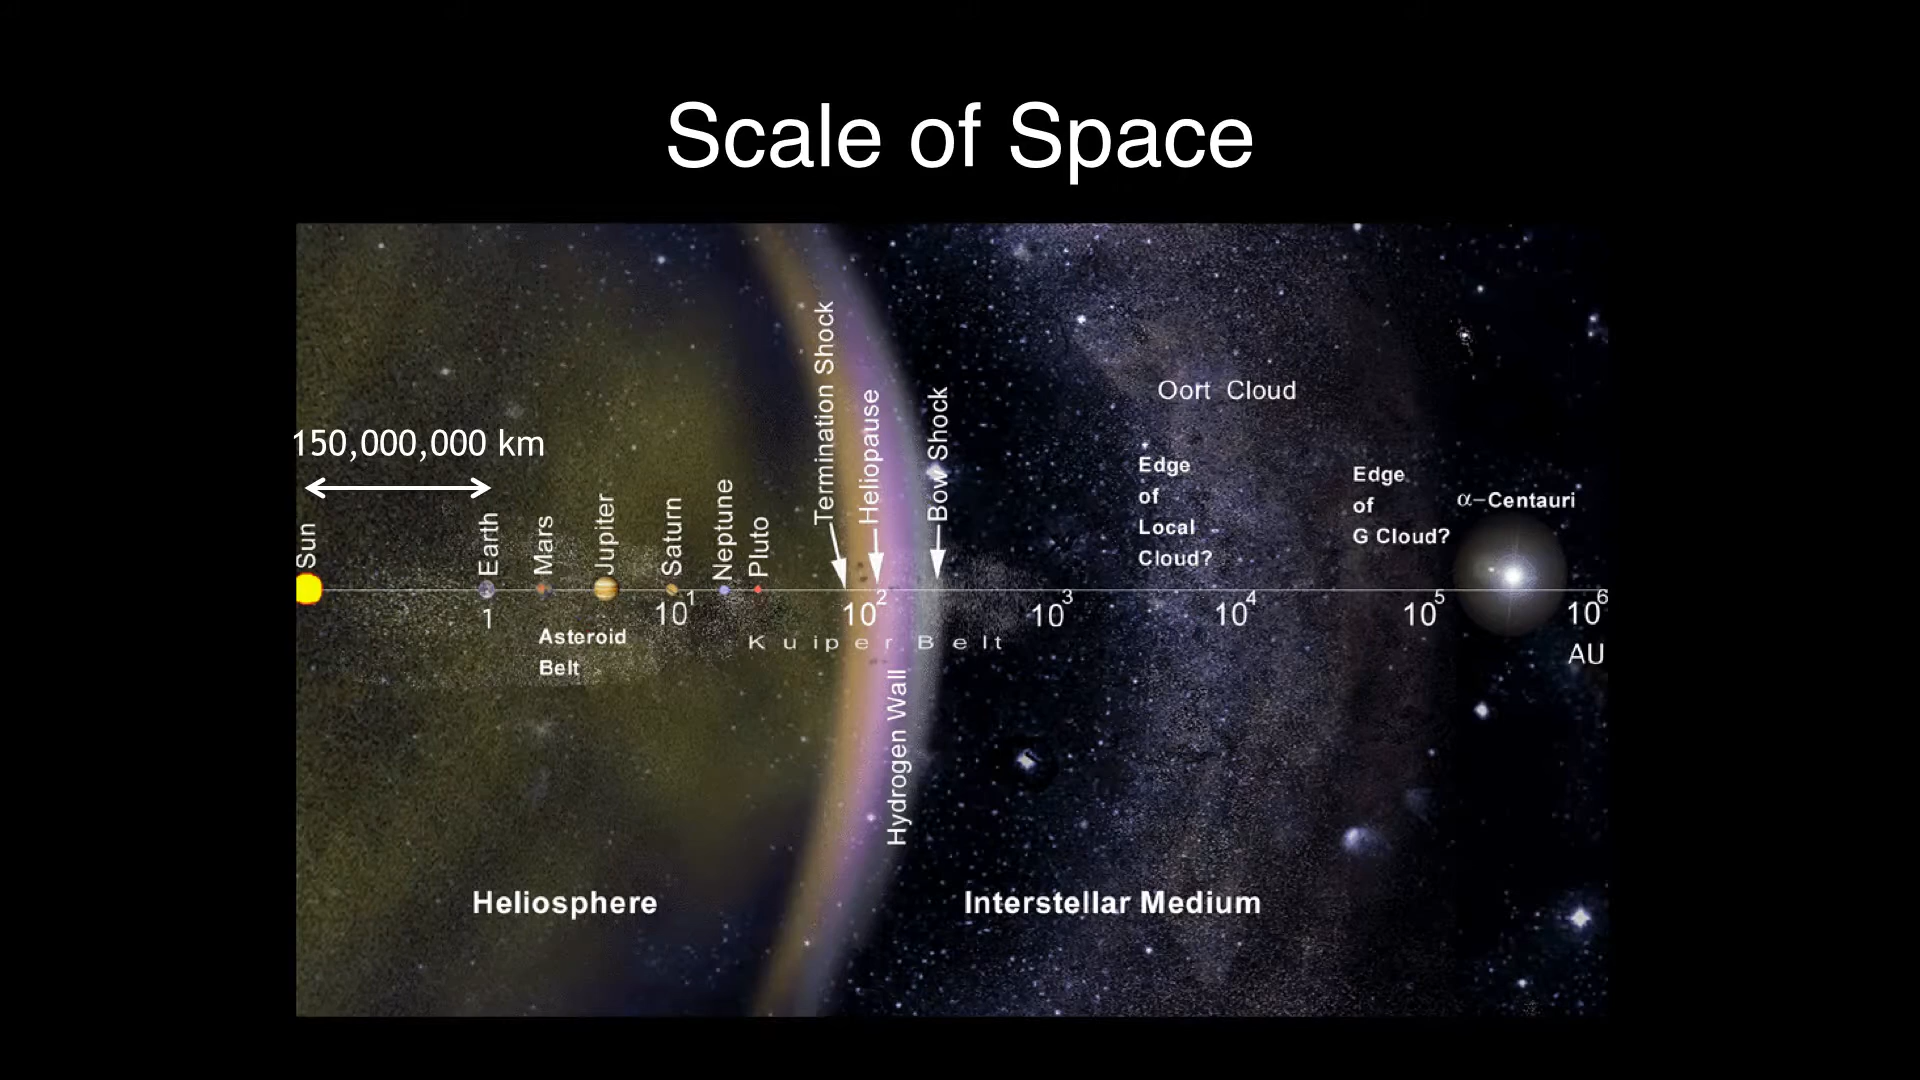 Scale of Space
150,000,000 km
Sun
Earth
Mars
Jupiter
Saturn
Neptune
Pluto
Termination Shock
Heliopause
Bow Shock
Oort Cloud
Edge
of
Local
Cloud?
Edge
of
G Cloud?
α−Centauri
1
10¹
10²
10³
10⁴
10⁵
10⁶
AU
Asteroid
Belt
Kuiper Belt
Hydrogen Wall
Heliosphere
Interstellar Medium